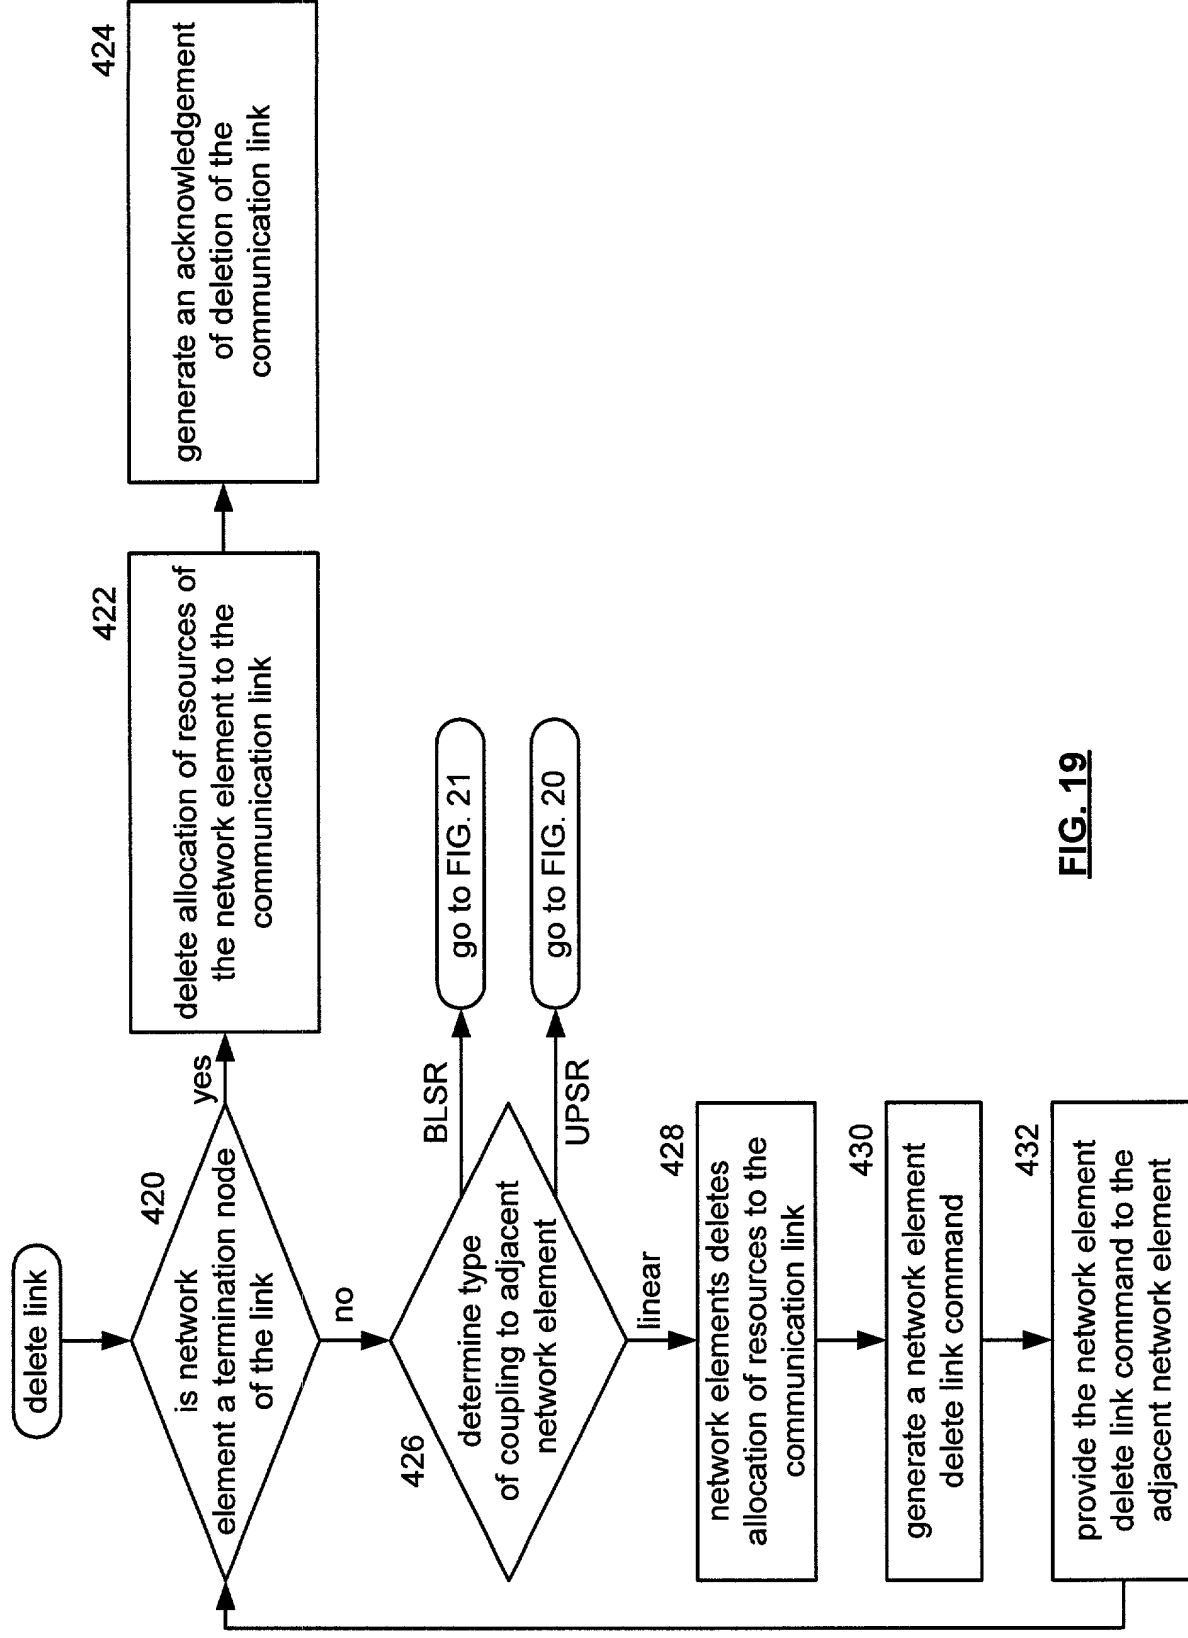 delete link
420
is network
element a termination node
of the link
yes
422
delete allocation of resources of
the network element to the
communication link
424
generate an acknowledgement
of deletion of the
communication link
no
426
determine type
of coupling to adjacent
network element
BLSR
go to FIG. 21
UPSR
go to FIG. 20
linear
428
network elements deletes
allocation of resources to the
communication link
430
generate a network element
delete link command
432
provide the network element
delete link command to the
adjacent network element
FIG. 19